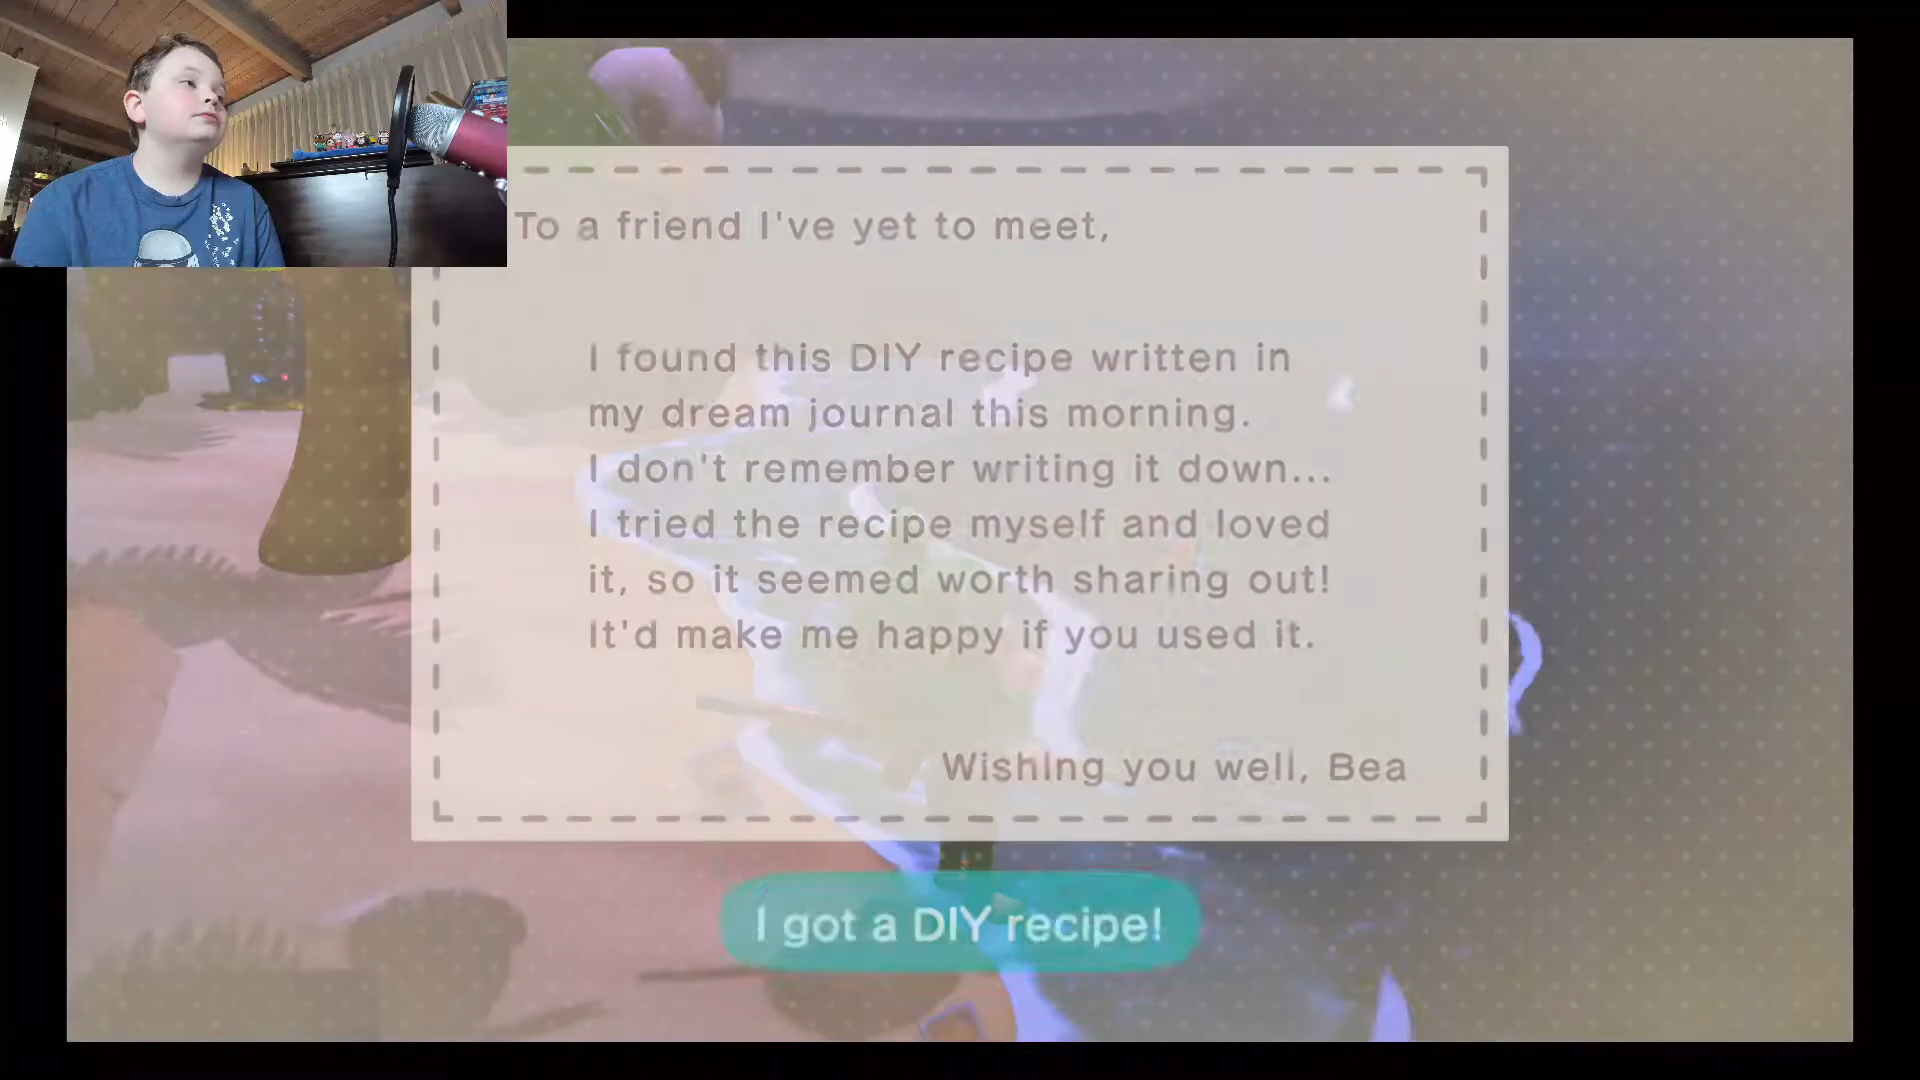 To a friend I've yet to meet,
I found this DIY recipe written in
my dream journal this morning.
I don't remember writing it down...
I tried the recipe myself and loved
it, so it seemed worth sharing out!
It'd make me happy if you used it.
Wishing you well, Bea
I got a DIY recipe!